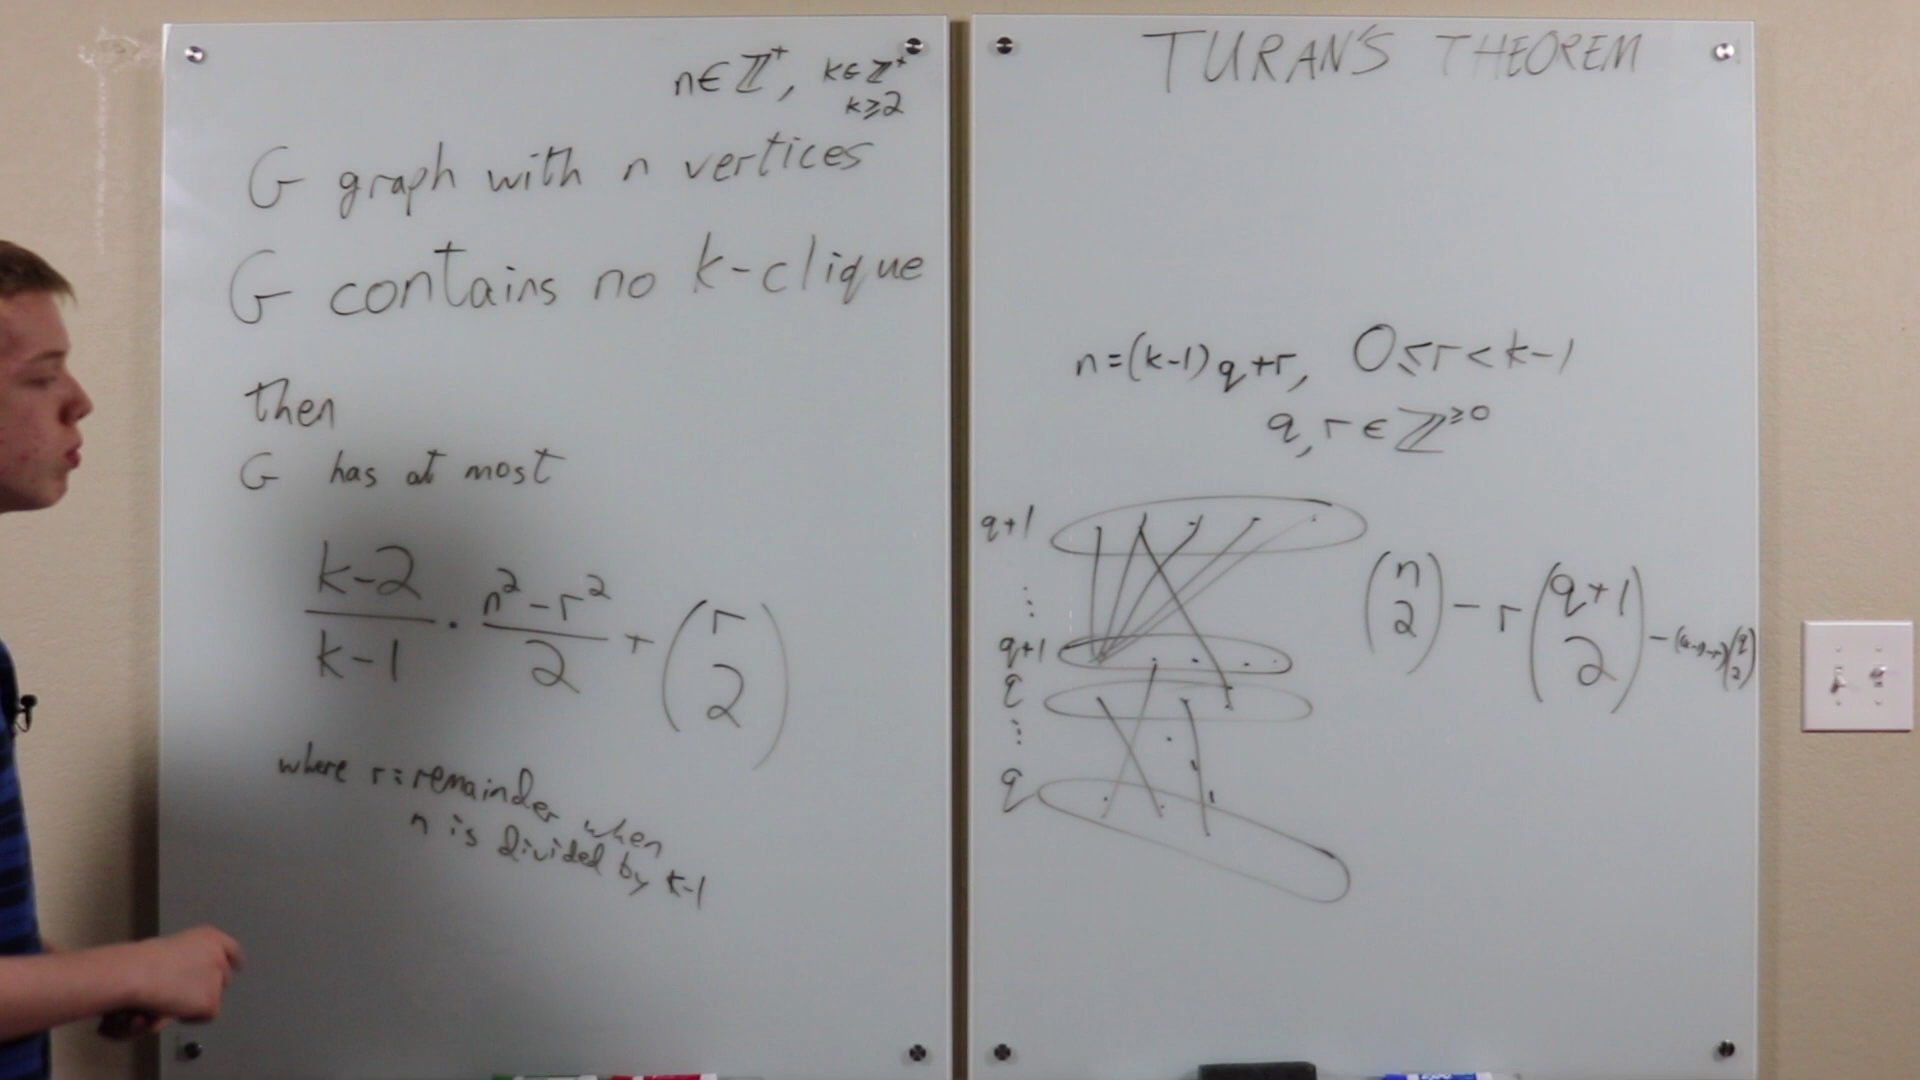 n∈ℤ⁺, k∈ℤ⁺
k≥2
G graph with n vertices
G contains no k-clique
then
G has at most
(k-2)/(k-1) · (n²-r²)/2 + (r 2)
where r = remainder when
n is divided by k-1
TURAN'S THEOREM
n=(k-1)q+r, 0≤r<k-1
q,r∈ℤ≥0
q+1
⋮
q+1
q
⋮
q
(n 2) - r(q+1 2) - (k-1-r)(q 2)